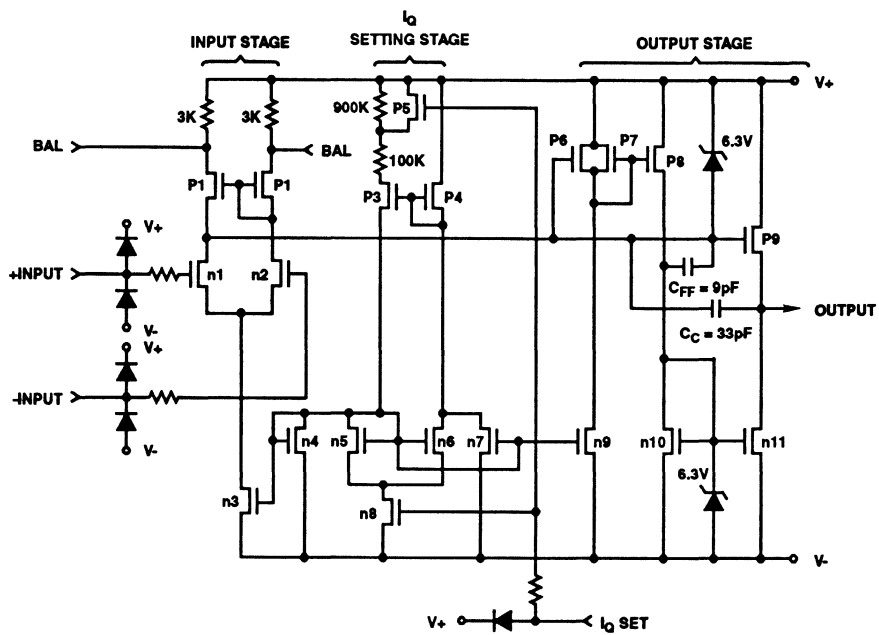 IQ
INPUT STAGE
SETTING STAGE
OUTPUT STAGE
V+
3K
3K
900K
P5
BAL
BAL
100K
P6
P7
P8
6.3V
P1
P1
P3
P4
P9
V+
+INPUT
n1
n2
CFF = 9pF
OUTPUT
V-
V+
CC = 33pF
-INPUT
V-
n4
n5
n6
n7
n9
n10
n11
n3
n8
6.3V
V-
V+
IQ SET